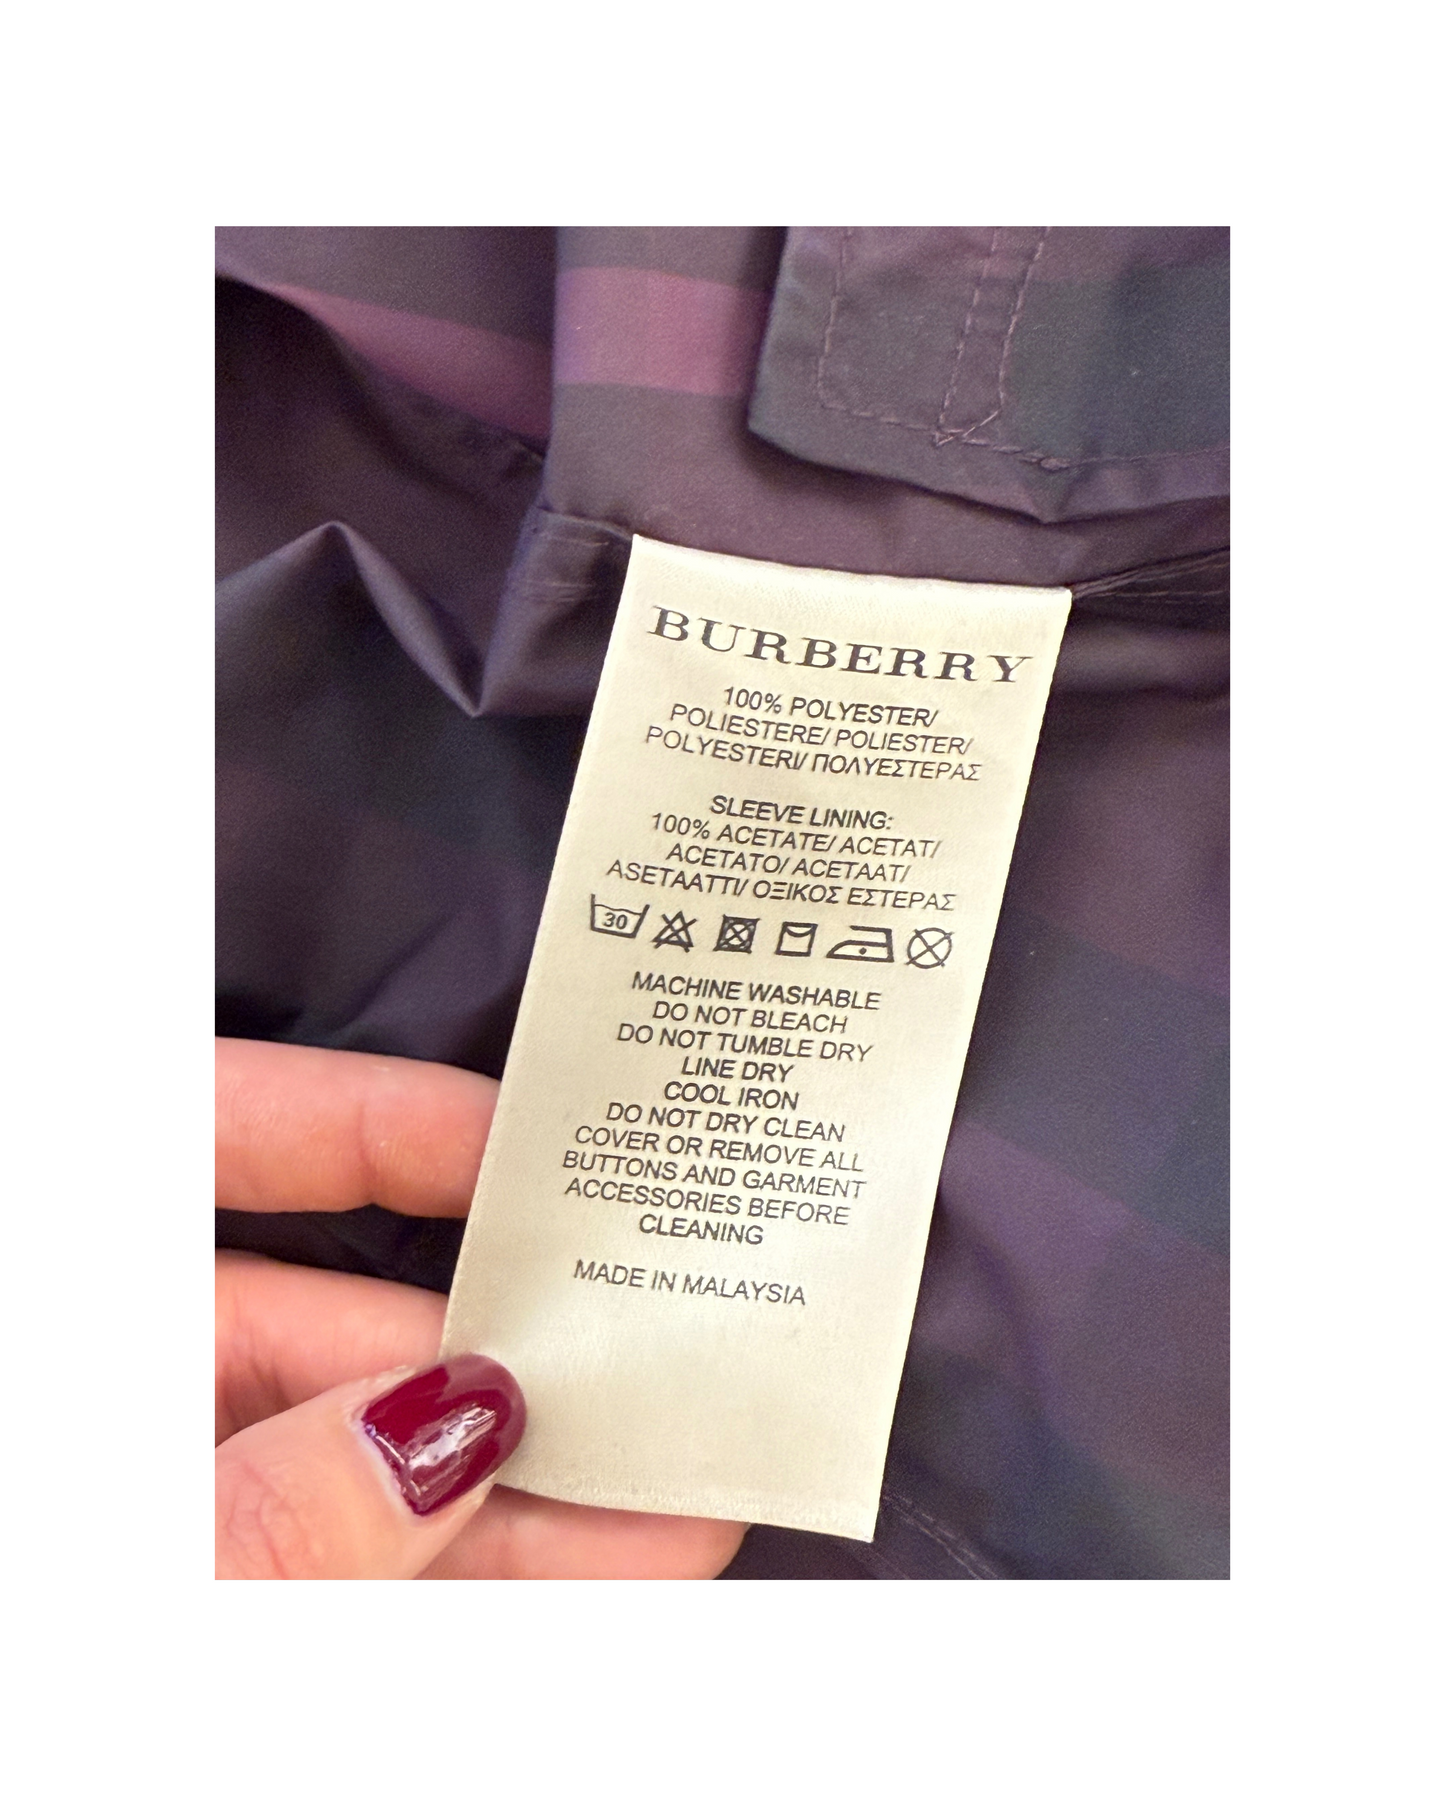 BURBERRY
100% POLYESTER/
POLIESTERE/ POLIESTER/
POLYESTERI/ ΠΟΛΥΕΣΤΕΡΑΣ
SLEEVE LINING:
100% ACETATE/ ACETAT/
ACETATO/ ACETAAT/
ASETAATTI/ ΟΞΙΚΟΣ ΕΣΤΕΡΑΣ
30
MACHINE WASHABLE
DO NOT BLEACH
DO NOT TUMBLE DRY
LINE DRY
COOL IRON
DO NOT DRY CLEAN
COVER OR REMOVE ALL
BUTTONS AND GARMENT
ACCESSORIES BEFORE
CLEANING
MADE IN MALAYSIA